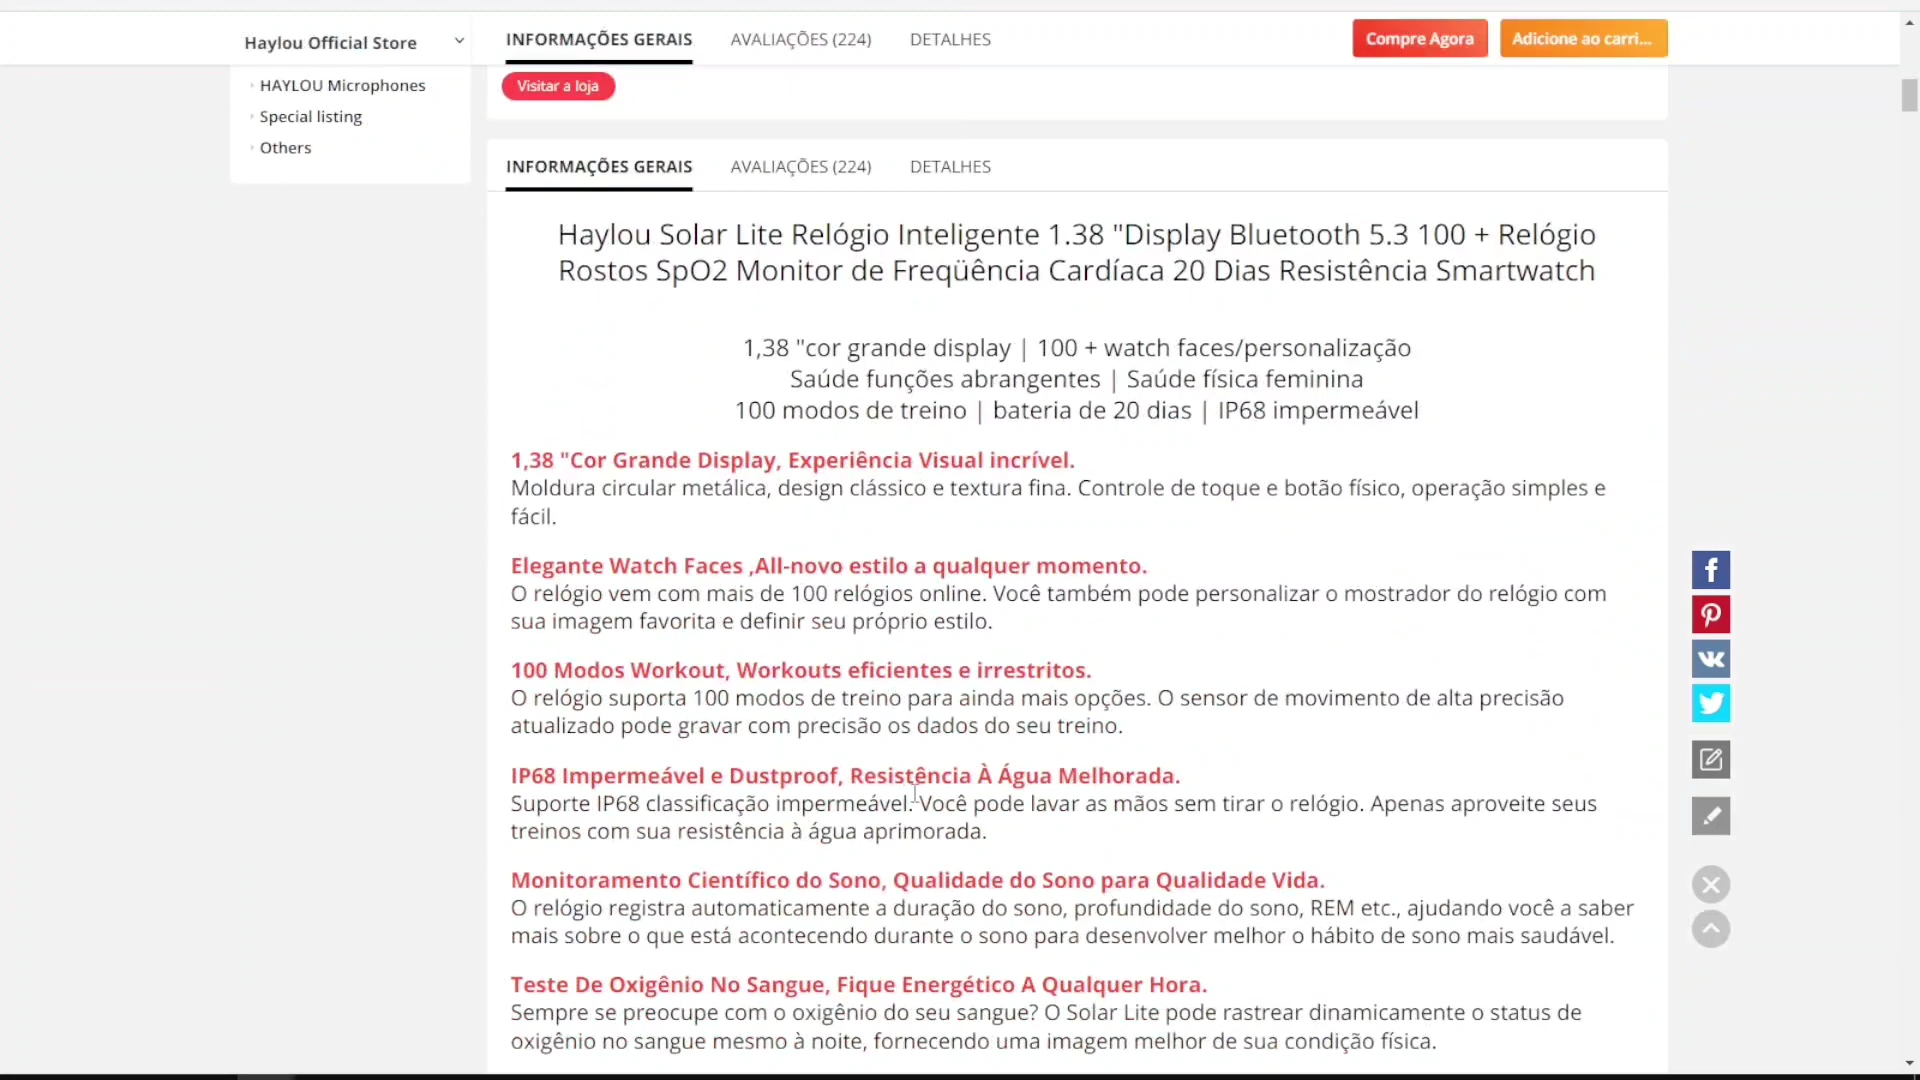 Haylou Official Store
INFORMAÇÕES GERAIS
AVALIAÇÕES (224)
DETALHES
Compre Agora
Adicione ao carri...
HAYLOU Microphones
Special listing
Others
Visitar a loja
INFORMAÇÕES GERAIS
AVALIAÇÕES (224)
DETALHES
Haylou Solar Lite Relógio Inteligente 1.38 "Display Bluetooth 5.3 100 + Relógio
Rostos SpO2 Monitor de Freqüência Cardíaca 20 Dias Resistência Smartwatch
1,38 "cor grande display | 100 + watch faces/personalização
Saúde funções abrangentes | Saúde física feminina
100 modos de treino | bateria de 20 dias | IP68 impermeável
1,38 "Cor Grande Display, Experiência Visual incrível.
Moldura circular metálica, design clássico e textura fina. Controle de toque e botão físico, operação simples e
fácil.
Elegante Watch Faces ,All-novo estilo a qualquer momento.
O relógio vem com mais de 100 relógios online. Você também pode personalizar o mostrador do relógio com
sua imagem favorita e definir seu próprio estilo.
100 Modos Workout, Workouts eficientes e irrestritos.
O relógio suporta 100 modos de treino para ainda mais opções. O sensor de movimento de alta precisão
atualizado pode gravar com precisão os dados do seu treino.
IP68 Impermeável e Dustproof, Resistência À Água Melhorada.
Suporte IP68 classificação impermeável. Você pode lavar as mãos sem tirar o relógio. Apenas aproveite seus
treinos com sua resistência à água aprimorada.
Monitoramento Científico do Sono, Qualidade do Sono para Qualidade Vida.
O relógio registra automaticamente a duração do sono, profundidade do sono, REM etc., ajudando você a saber
mais sobre o que está acontecendo durante o sono para desenvolver melhor o hábito de sono mais saudável.
Teste De Oxigênio No Sangue, Fique Energético A Qualquer Hora.
Sempre se preocupe com o oxigênio do seu sangue? O Solar Lite pode rastrear dinamicamente o status de
oxigênio no sangue mesmo à noite, fornecendo uma imagem melhor de sua condição física.